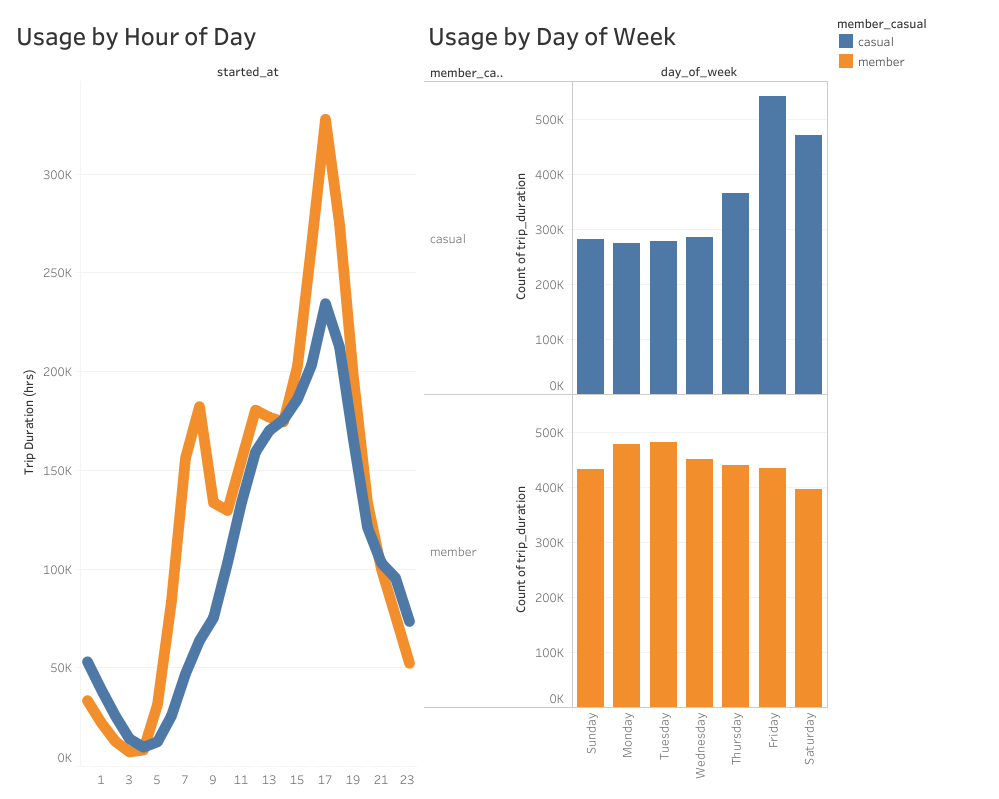 Usage by Hour of Day
started_at
Trip Duration (hrs)
300K
250K
200K
150K
100K
50K
0K
1 3 5 7 9 11 13 15 17 19 21 23
Usage by Day of Week
member_ca..
day_of_week
casual
Count of trip_duration
500K
400K
300K
200K
100K
0K
member
Count of trip_duration
500K
400K
300K
200K
100K
0K
Sunday
Monday
Tuesday
Wednesday
Thursday
Friday
Saturday
member_casual
casual
member